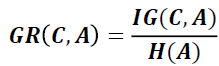 GR(C, A) = IG(C, A) / H(A)